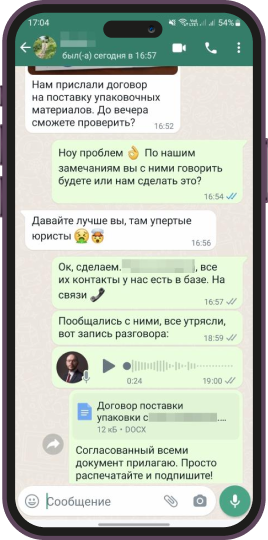 17:04
54%
был(-а) сегодня в 16:57
Нам прислали договор
на поставку упаковочных
материалов. До вечера
сможете проверить?
16:52
Ноу проблем 👌 По нашим
замечаниям вы с ними говорить
будете или нам сделать это?
16:54
Давайте лучше вы, там упертые
юристы 😭🤯
16:56
Ок, сделаем. , все
их контакты у нас есть в базе. На
связи 📞
16:57
Пообщались с ними, все утрясли,
вот запись разговора:
18:59
0:24
19:00
Договор поставки
упаковки с ...
12 кБ • DOCX
Согласованный всеми
документ прилагаю. Просто
распечатайте и подпишите!
Сообщение